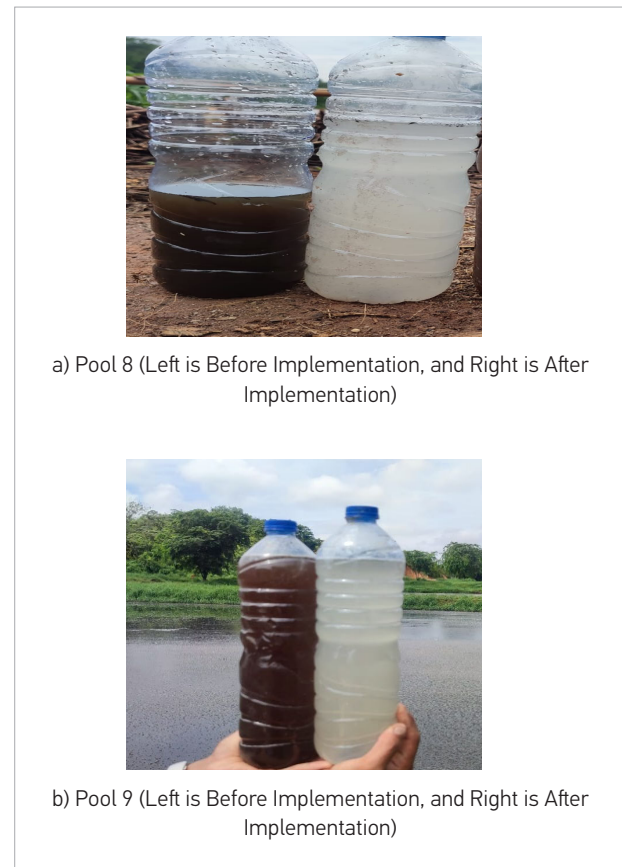 a) Pool 8 (Left is Before Implementation, and Right is After
Implementation)
b) Pool 9 (Left is Before Implementation, and Right is After
Implementation)